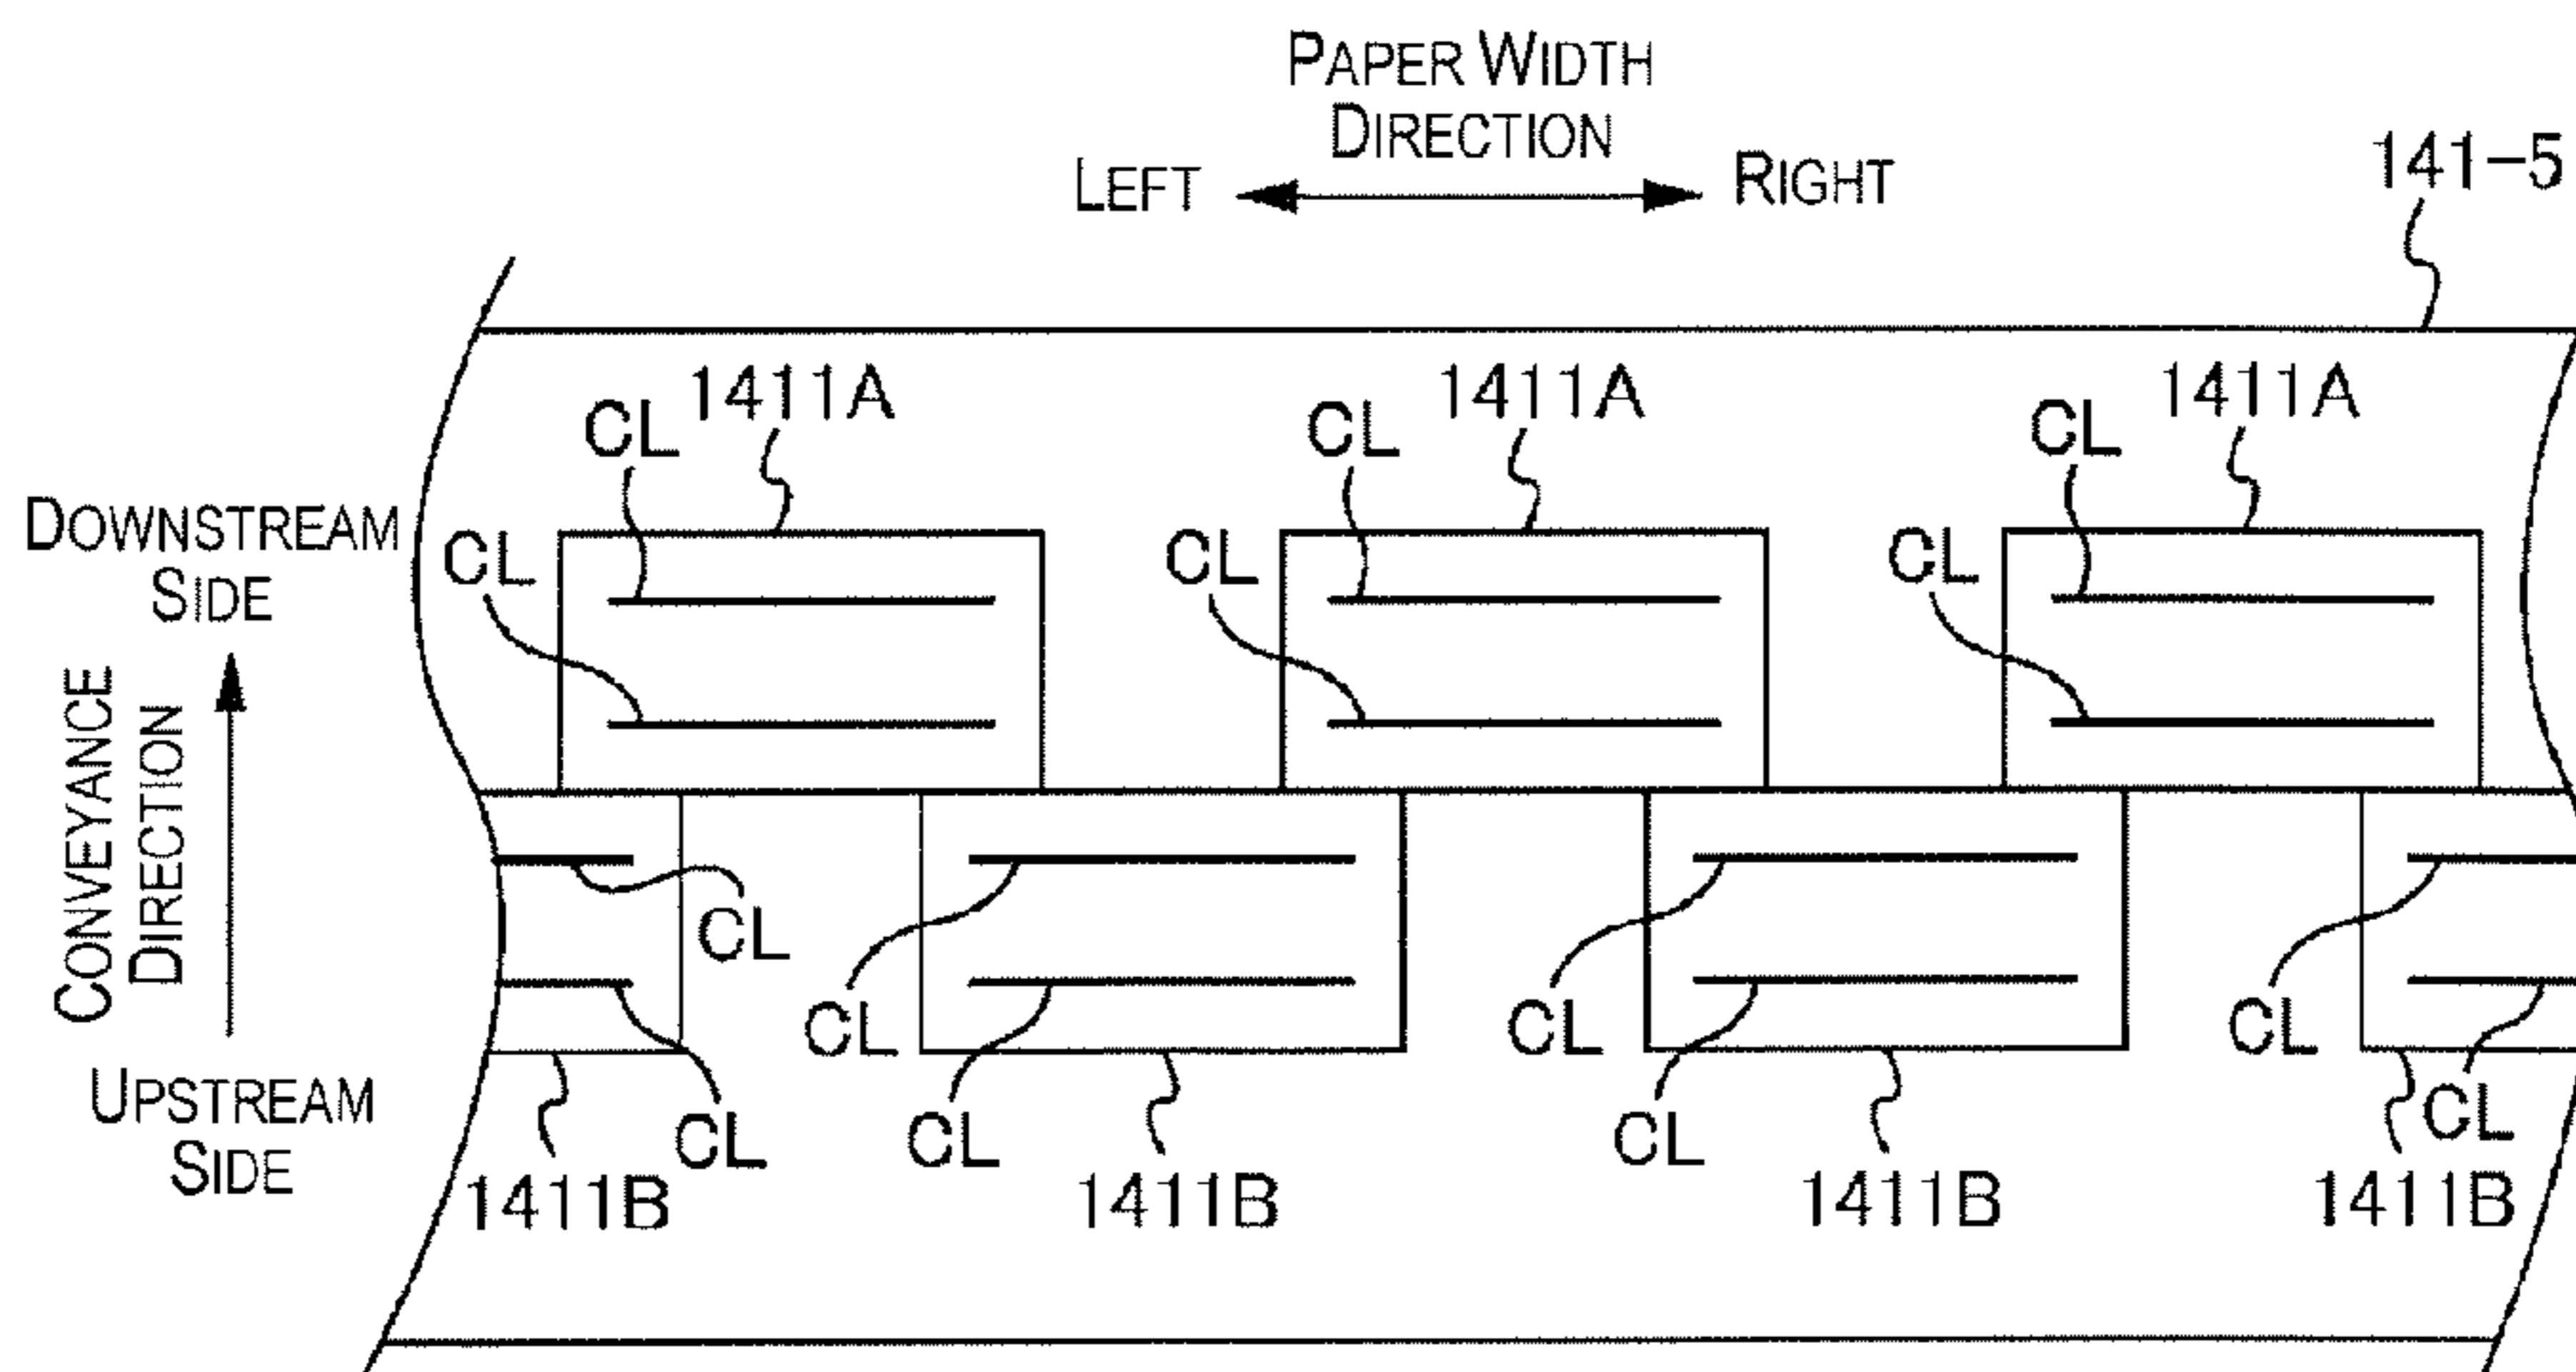 PAPER WIDTH
DIRECTION
LEFT
RIGHT
141-5
1411A
1411A
1411A
CL
CL
CL
DOWNSTREAM
SIDE
CL
CL
CL
CONVEYANCE
DIRECTION
CL
CL
CL
CL
UPSTREAM
SIDE
CL
CL
CL
CL
1411B
1411B
1411B
1411B